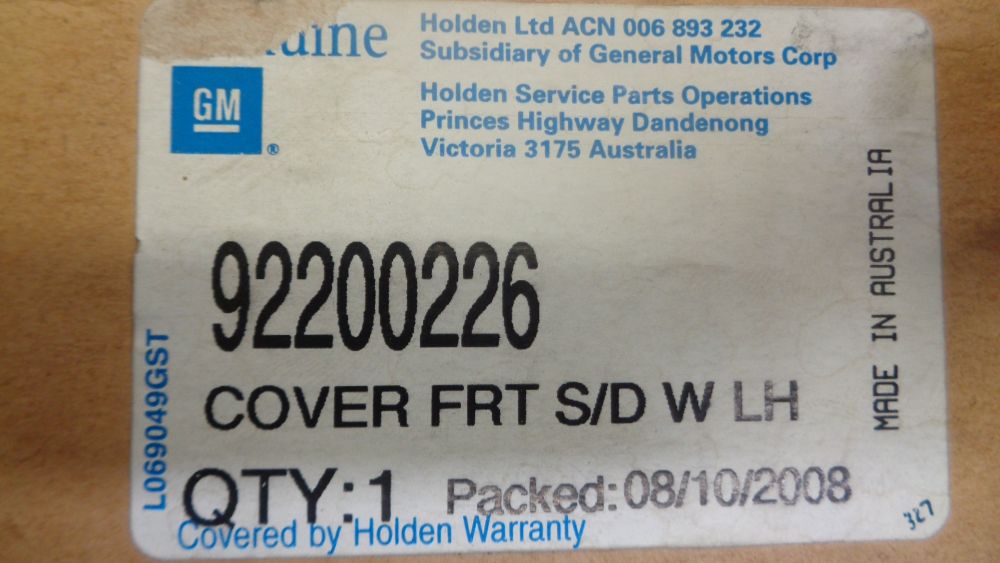 Holden Ltd ACN 006 893 232
Subsidiary of General Motors Corp
GM
®
Holden Service Parts Operations
Princes Highway Dandenong
Victoria 3175 Australia
MADE IN AUSTRALIA
92200226
COVER FRT S/D W LH
L069049GST
QTY:1 Packed:08/10/2008
Covered by Holden Warranty
327